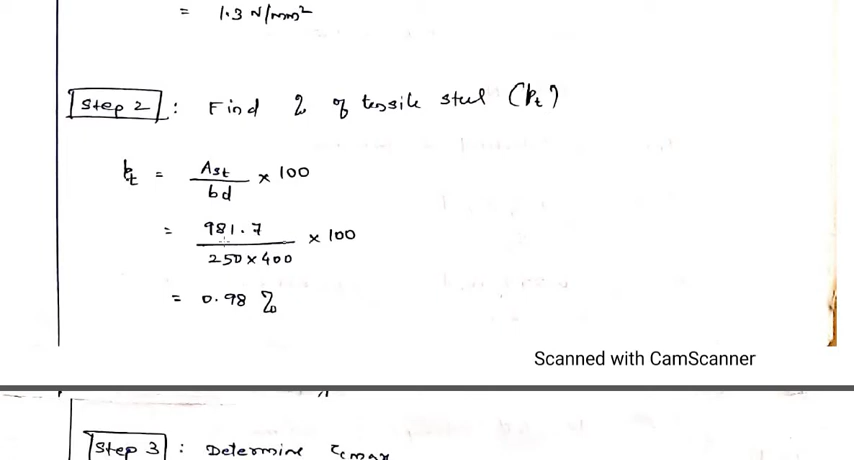 = 1.3 N/mm²
Step 2 : Find % of tensile steel (Pt)
Pt = Ast / bd × 100
= 981.7 / 250 × 400 × 100
= 0.98 %
Scanned with CamScanner
Step 3 : Determine τcmax